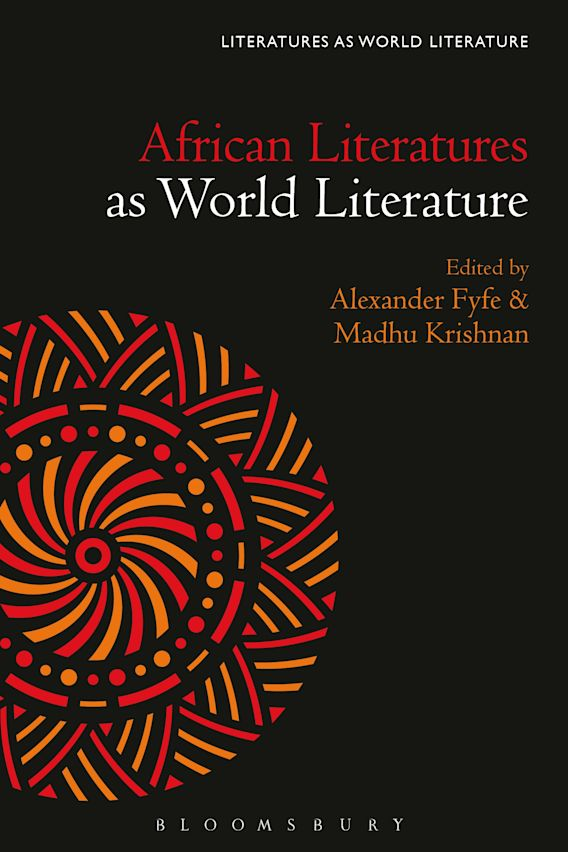 LITERATURES AS WORLD LITERATURE
African Literatures
as World Literature
Edited by
Alexander Fyfe &
Madhu Krishnan
BLOOMSBURY